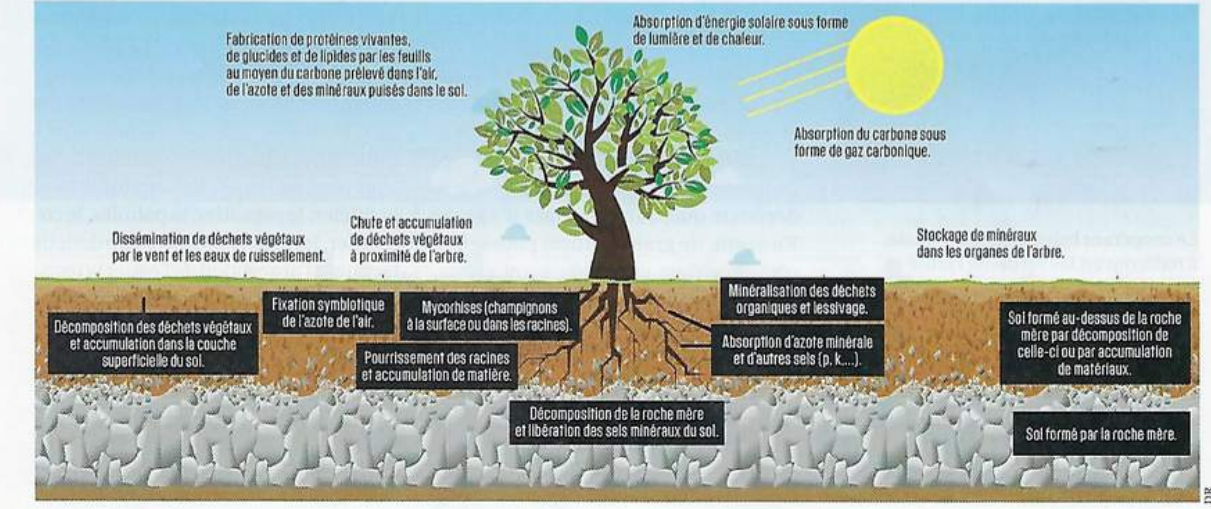 Fabrication de protéines vivantes,
de glucides et de lipides par les feuills
au moyen du carbone prélevé dans l'air,
de l'azote et des minéraux puisés dans le sol.
Absorption d'énergie solaire sous forme
de lumière et de chaleur.
Absorption du carbone sous
forme de gaz carbonique.
Dissémination de déchets végétaux
par le vent et les eaux de ruissellement.
Chute et accumulation
de déchets végétaux
à proximité de l'arbre.
Stockage de minéraux
dans les organes de l'arbre.
Décomposition des déchets végétaux
et accumulation dans la couche
superficielle du sol.
Fixation symbiotique
de l'azote de l'air.
Mycorhises (champignons
à la surface ou dans les racines).
Pourrissement des racines
et accumulation de matière.
Minéralisation des déchets
organiques et lessivage.
Absorption d'azote minérale
et d'autres sels (p, k,...).
Sol formé au-dessus de la roche
mère par décomposition de
celle-ci ou par accumulation
de matériaux.
Décomposition de la roche mère
et libération des sels minéraux du sol.
Sol formé par la roche mère.
DR